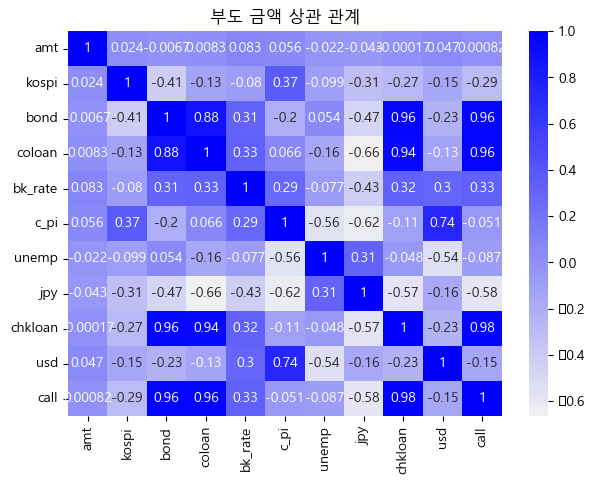 부도 금액 상관 관계
amt 1 0.024 -0.0067 0.0083 0.083 0.056 -0.022 -0.043 -0.00017 0.047 0.00082
kospi 0.024 1 -0.41 -0.13 -0.08 0.37 -0.099 -0.31 -0.27 -0.15 -0.29
bond 0.0067 -0.41 1 0.88 0.31 -0.2 0.054 -0.47 0.96 -0.23 0.96
coloan 0.0083 -0.13 0.88 1 0.33 0.066 -0.16 -0.66 0.94 -0.13 0.96
bk_rate 0.083 -0.08 0.31 0.33 1 0.29 -0.077 -0.43 0.32 0.3 0.33
c_pi 0.056 0.37 -0.2 0.066 0.29 1 -0.56 -0.62 -0.11 0.74 -0.051
unemp -0.022 -0.099 0.054 -0.16 -0.077 -0.56 1 0.31 -0.048 -0.54 -0.087
jpy -0.043 -0.31 -0.47 -0.66 -0.43 -0.62 0.31 1 -0.57 -0.16 -0.58
chkloan 0.00017 -0.27 0.96 0.94 0.32 -0.11 -0.048 -0.57 1 -0.23 0.98
usd 0.047 -0.15 -0.23 -0.13 0.3 0.74 -0.54 -0.16 -0.23 1 -0.15
call 0.00082 -0.29 0.96 0.96 0.33 -0.051 -0.087 -0.58 0.98 -0.15 1
amt kospi bond coloan bk_rate c_pi unemp jpy chkloan usd call
1.0
0.8
0.6
0.4
0.2
0.0
0.2
0.4
0.6